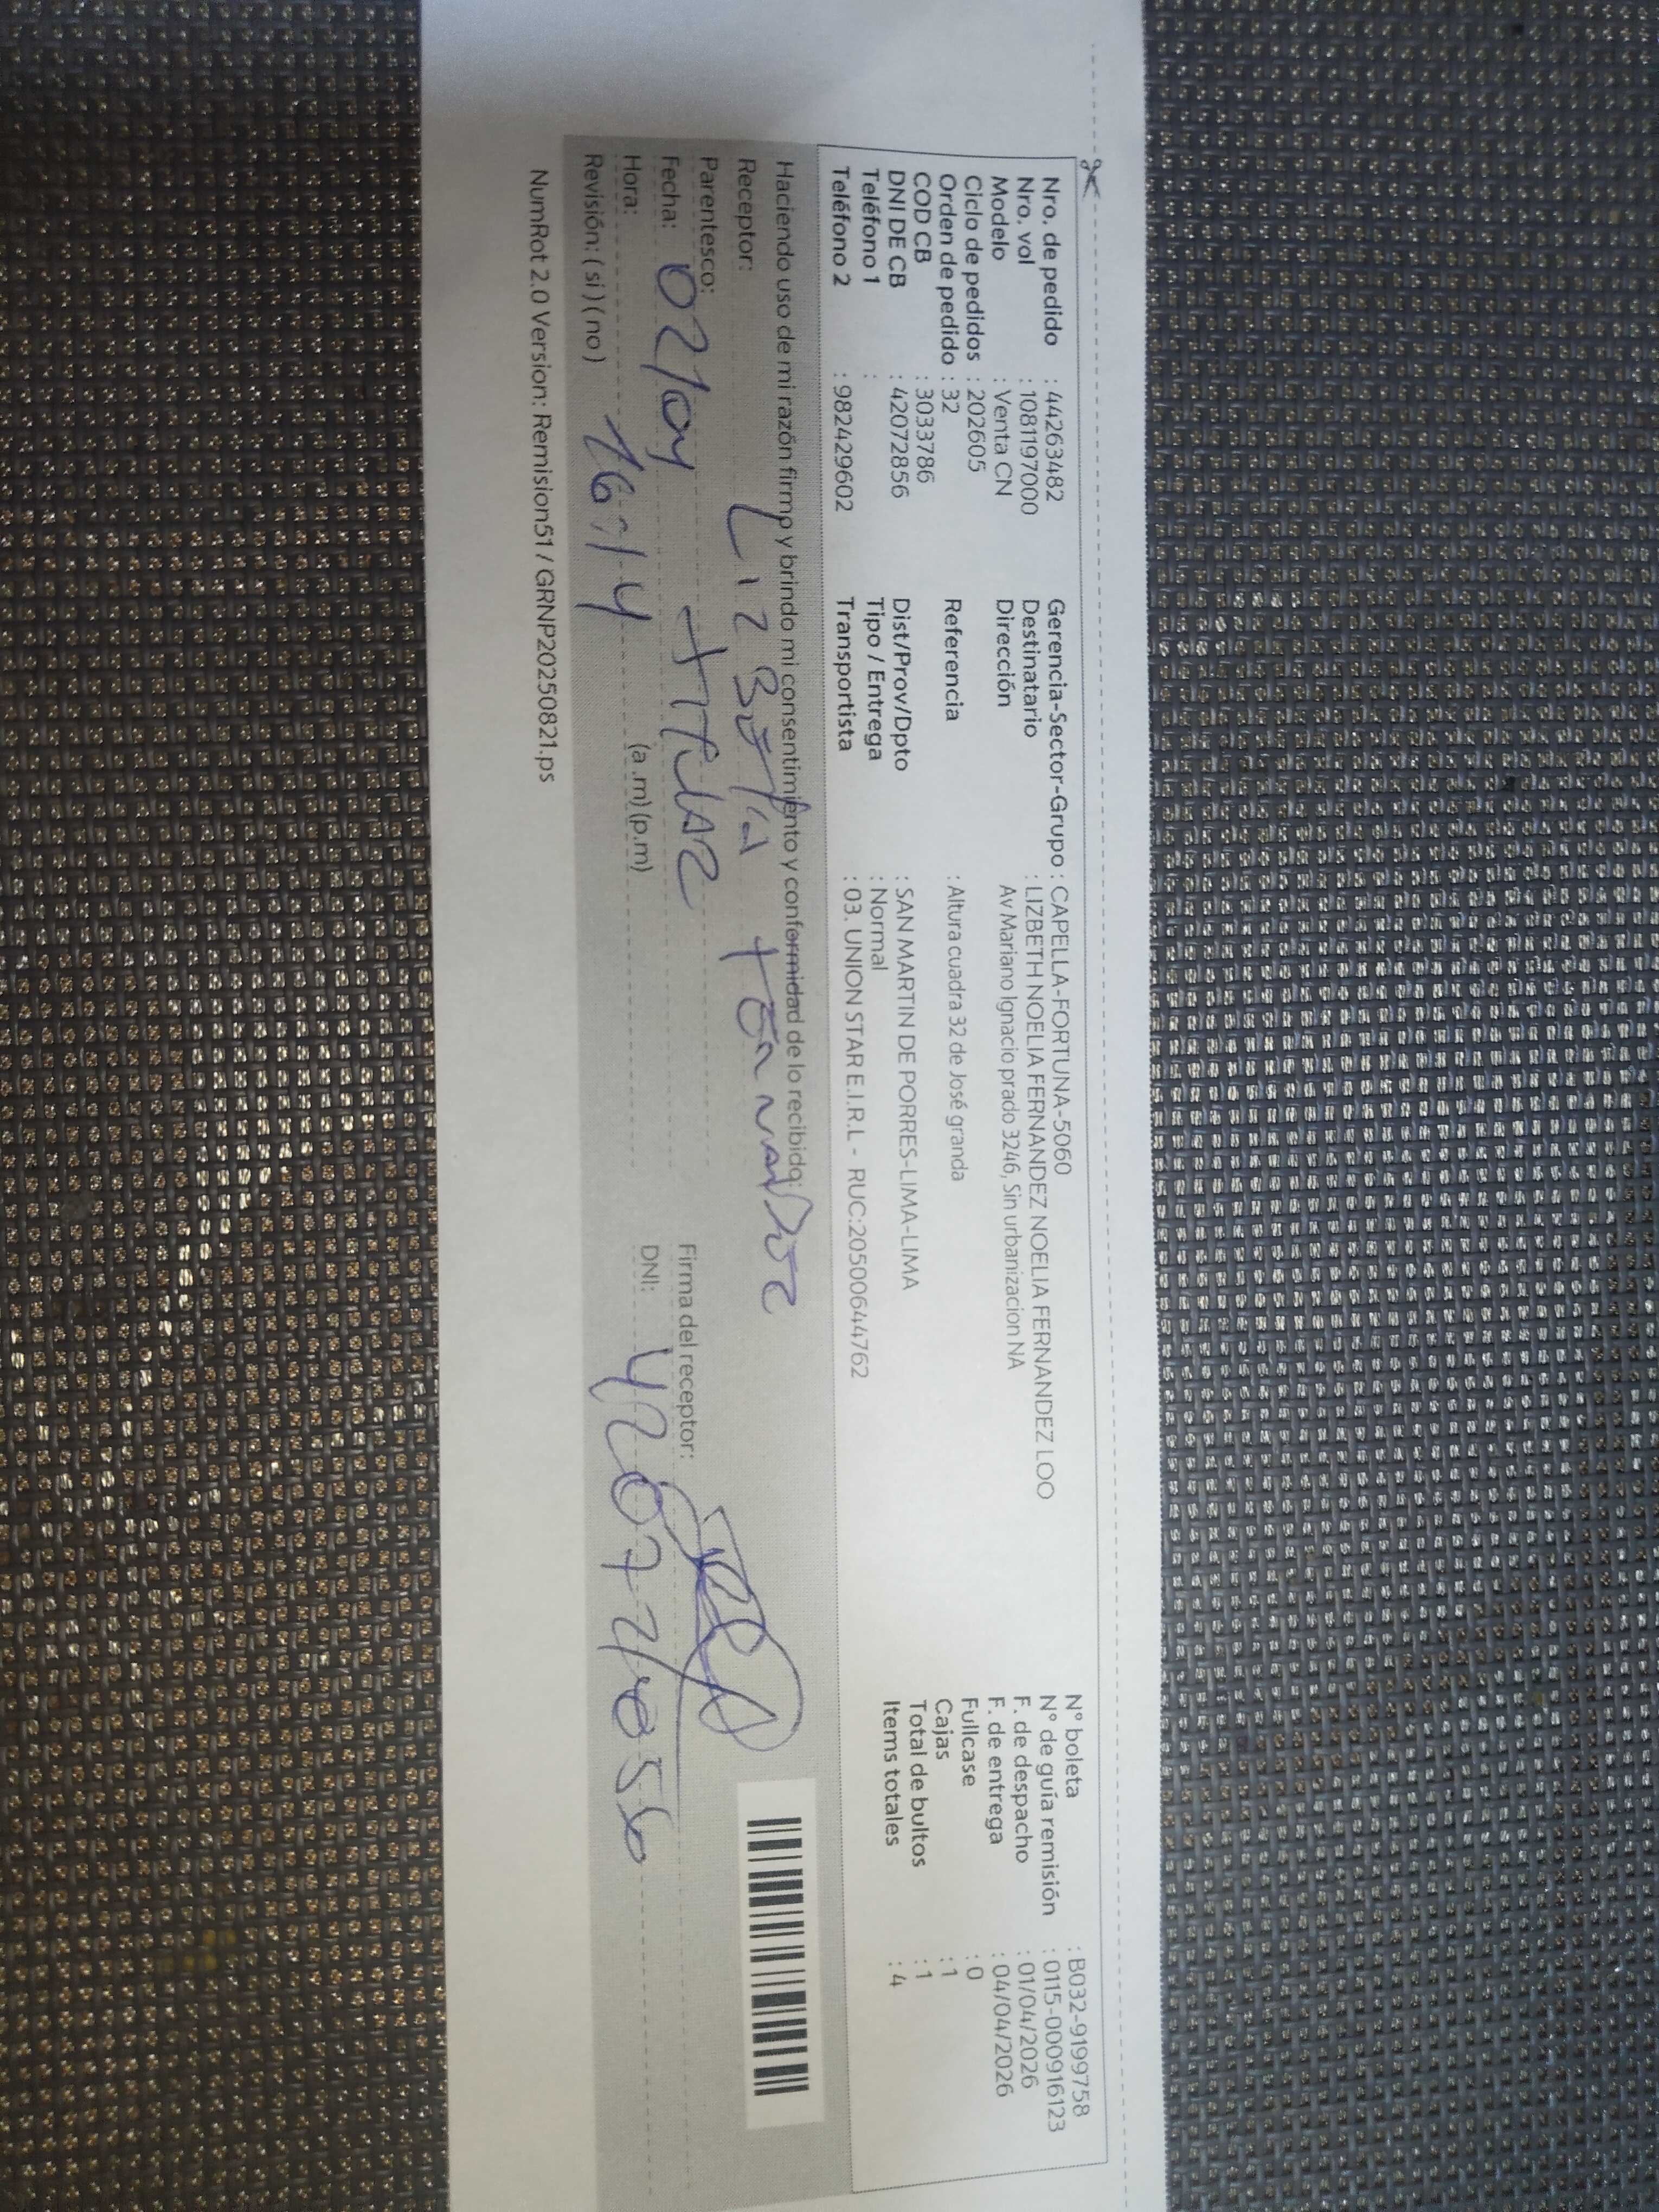 Nro. de pedido : 44263482
Nro. vol : 1081197000
Modelo : Venta CN
Ciclo de pedidos : 202605
Orden de pedido : 32
COD CB : 3033786
DNI DE CB : 42072856
Teléfono 1 :
Teléfono 2 : 982429602
Gerencia-Sector-Grupo : CAPELLA-FORTUNA-5060
Destinatario : LIZBETH NOELIA FERNANDEZ NOELIA FERNANDEZ LOO
Dirección Av Mariano Ignacio prado 3246, Sin urbanizacion NA
Referencia : Altura cuadra 32 de José granda
Dist/Prov/Dpto : SAN MARTIN DE PORRES-LIMA-LIMA
Tipo / Entrega : Normal
Transportista : 03. UNION STAR E.I.R.L - RUC:20500644762
N° boleta : B032-9199758
N° de guía remisión : 0115-000916123
F. de despacho : 01/04/2026
F. de entrega : 04/04/2026
Fullcase : 0
Cajas : 1
Total de bultos : 1
Items totales : 4
Haciendo uso de mi razón firmo y brindo mi consentimiento y conformidad de lo recibido:
Receptor:
Parentesco: titular
Fecha: 02/04
Hora: 16:14 (a.m)(p.m)
Revisión: ( si ) ( no )
Firma del receptor:
DNI:
NumRot 2.0 Version: Remision51 / GRNP20250821.ps